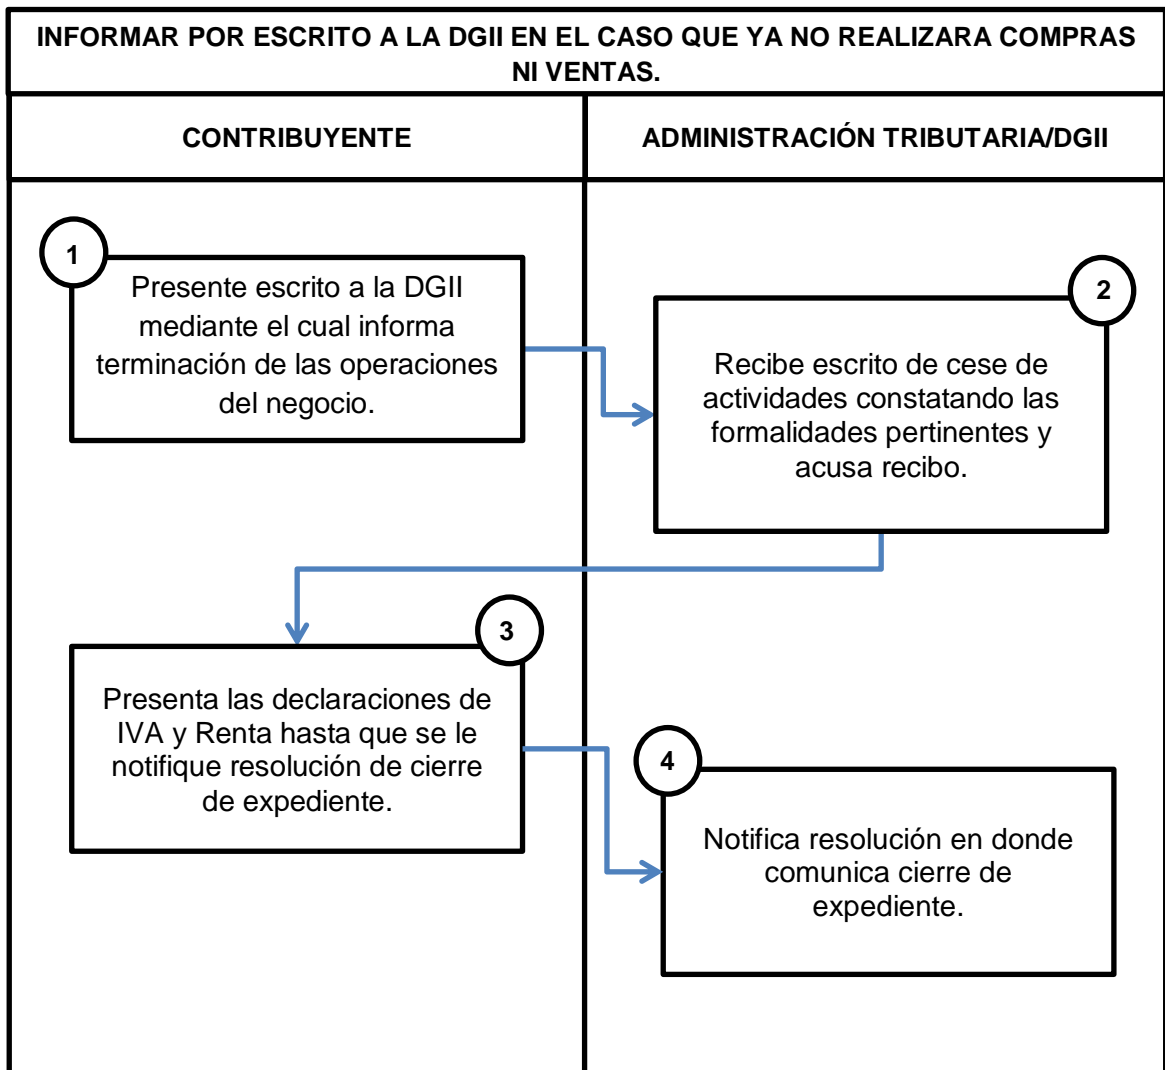 INFORMAR POR ESCRITO A LA DGII EN EL CASO QUE YA NO REALIZARA COMPRAS
NI VENTAS.
CONTRIBUYENTE
ADMINISTRACIÓN TRIBUTARIA/DGII
1
Presente escrito a la DGII
mediante el cual informa
terminación de las operaciones
del negocio.
2
Recibe escrito de cese de
actividades constatando las
formalidades pertinentes y
acusa recibo.
3
Presenta las declaraciones de
IVA y Renta hasta que se le
notifique resolución de cierre
de expediente.
4
Notifica resolución en donde
comunica cierre de
expediente.